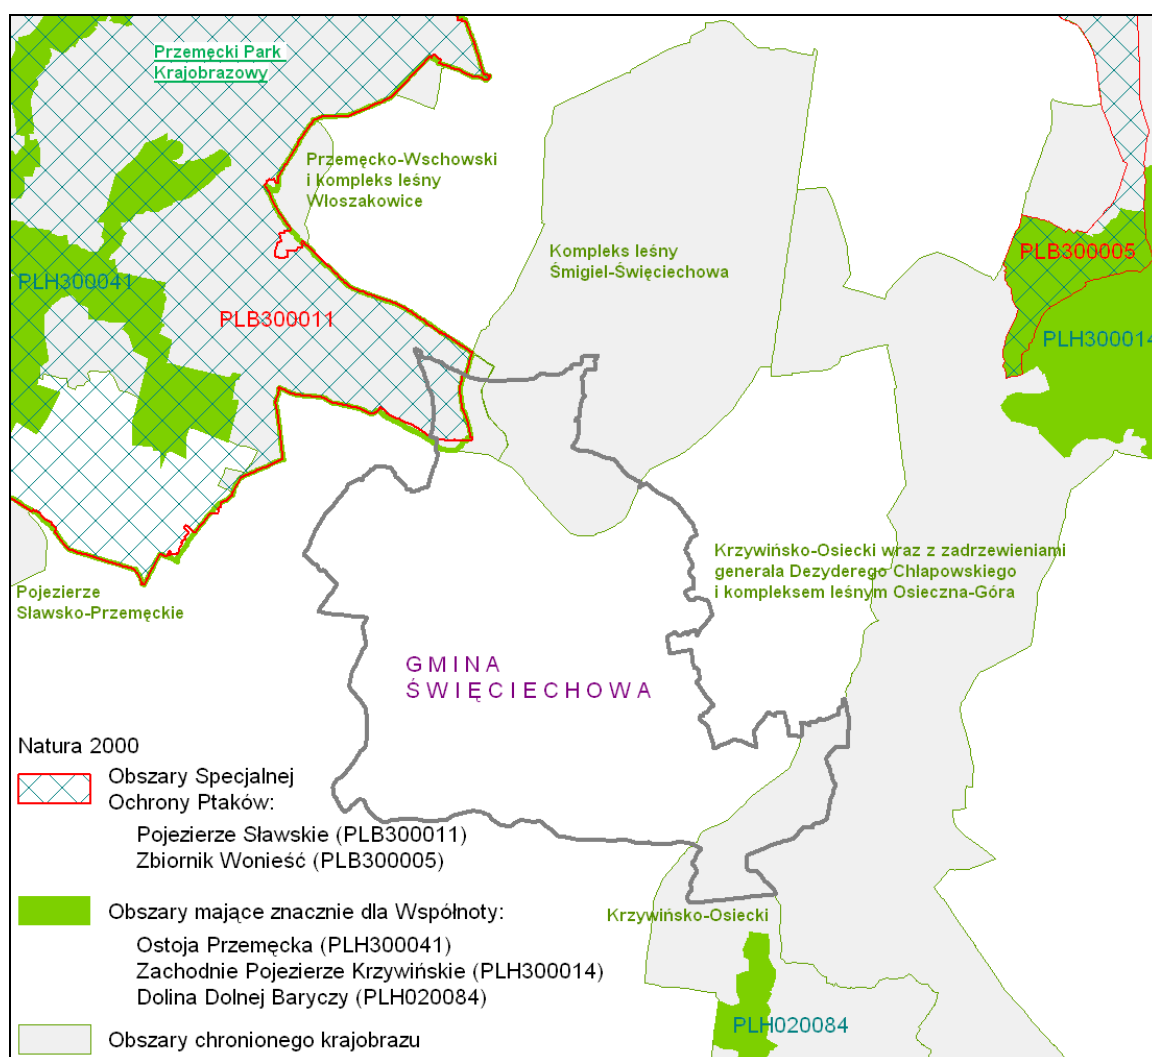 Przemęcki Park
Krajobrazowy
Przemęcko-Wschowski
i kompleks leśny
Włoszakowice
Kompleks leśny
Śmigiel-Święciechowa
PLB300005
PLH300041
PLB300011
PLH300014
Krzywińsko-Osiecki wraz z zadrzewieniami
generała Dezyderego Chłapowskiego
i kompleksem leśnym Osieczna-Góra
Pojezierze
Sławsko-Przemęckie
GMINA
ŚWIĘCIECHOWA
Natura 2000
Obszary Specjalnej
Ochrony Ptaków:
Pojezierze Sławskie (PLB300011)
Zbiornik Wonieść (PLB300005)
Obszary mające znacznie dla Wspólnoty:
Krzywińsko-Osiecki
Ostoja Przemęcka (PLH300041)
Zachodnie Pojezierze Krzywińskie (PLH300014)
Dolina Dolnej Baryczy (PLH020084)
PLH020084
Obszary chronionego krajobrazu